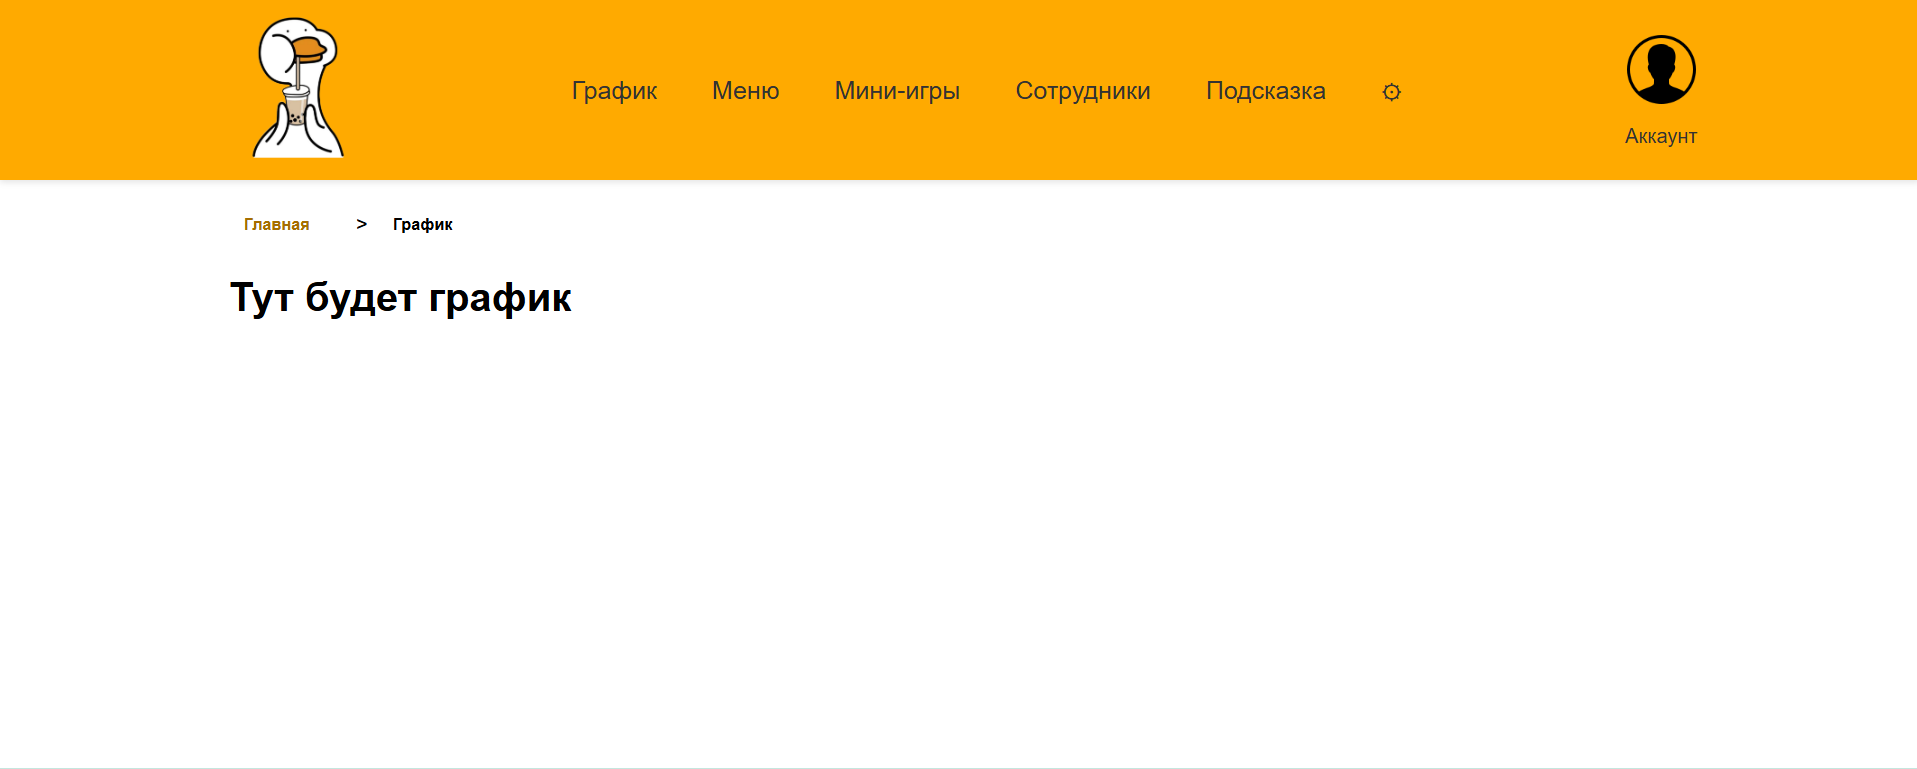 График Меню Мини-игры Сотрудники Подсказка ⚙
Аккаунт
Главная > График
Тут будет график